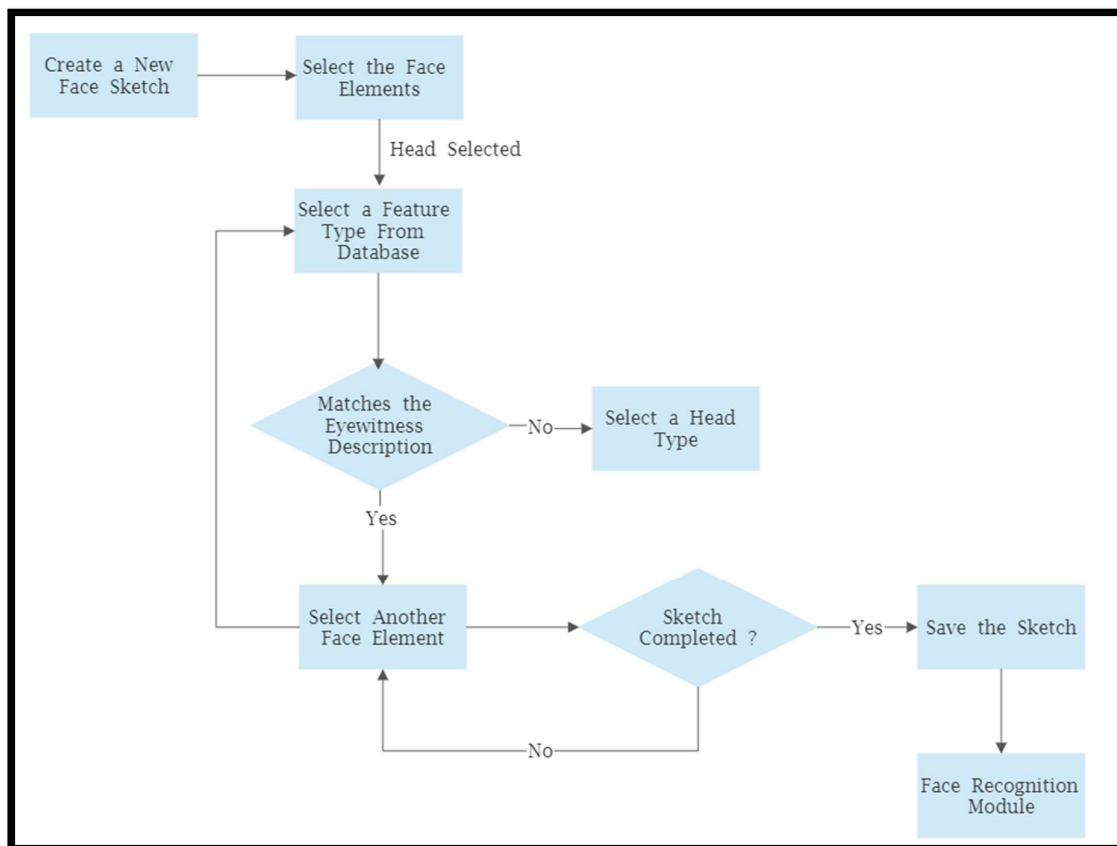 Create a New
Face Sketch
Select the Face
Elements
Head Selected
Select a Feature
Type From
Database
Matches the
Eyewitness
Description
No
Select a Head
Type
Yes
Select Another
Face Element
Sketch
Completed ?
Yes
Save the Sketch
No
Face Recognition
Module